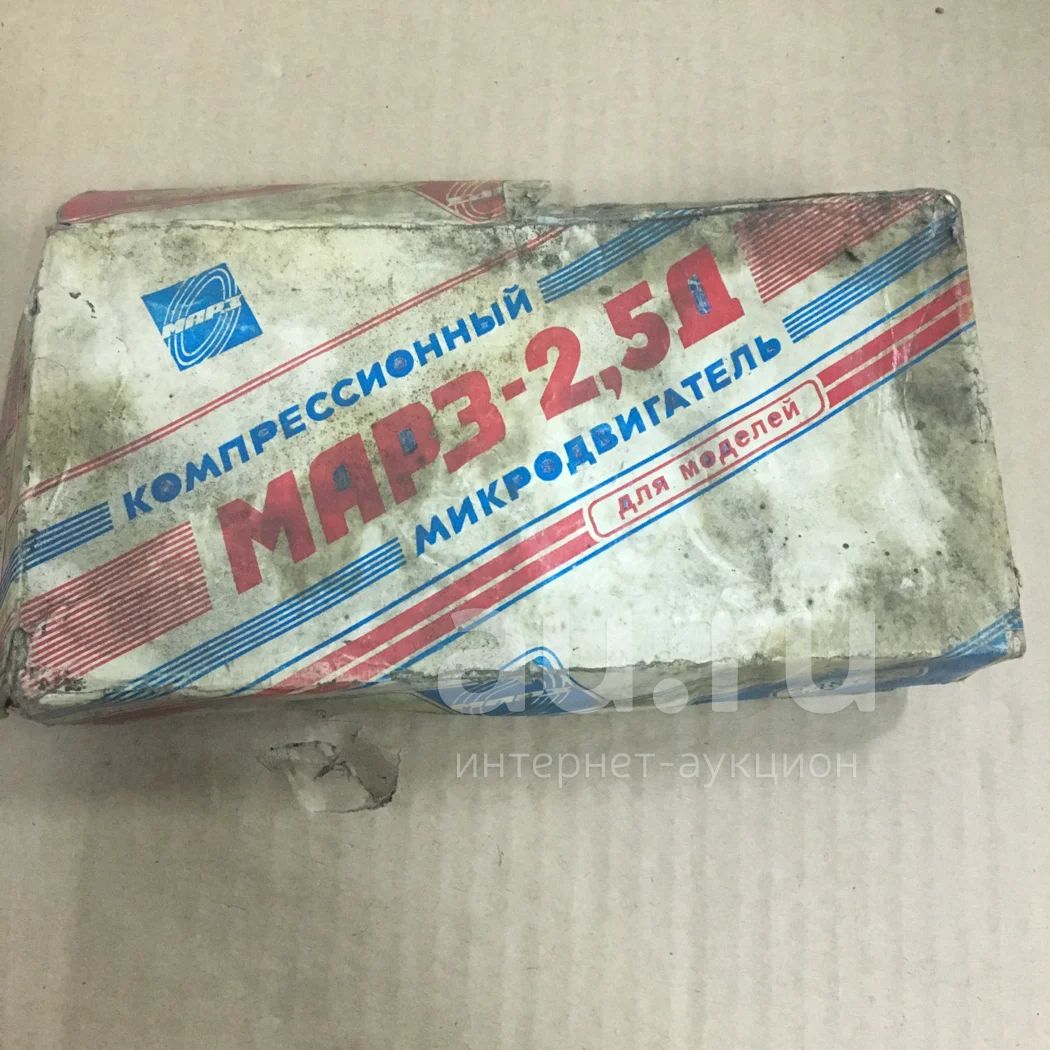 МАРЗ
КОМПРЕССИОННЫЙ
МАРЗ-2,5Д
МИКРОДВИГАТЕЛЬ
для моделей
au.ru
интернет-аукцион